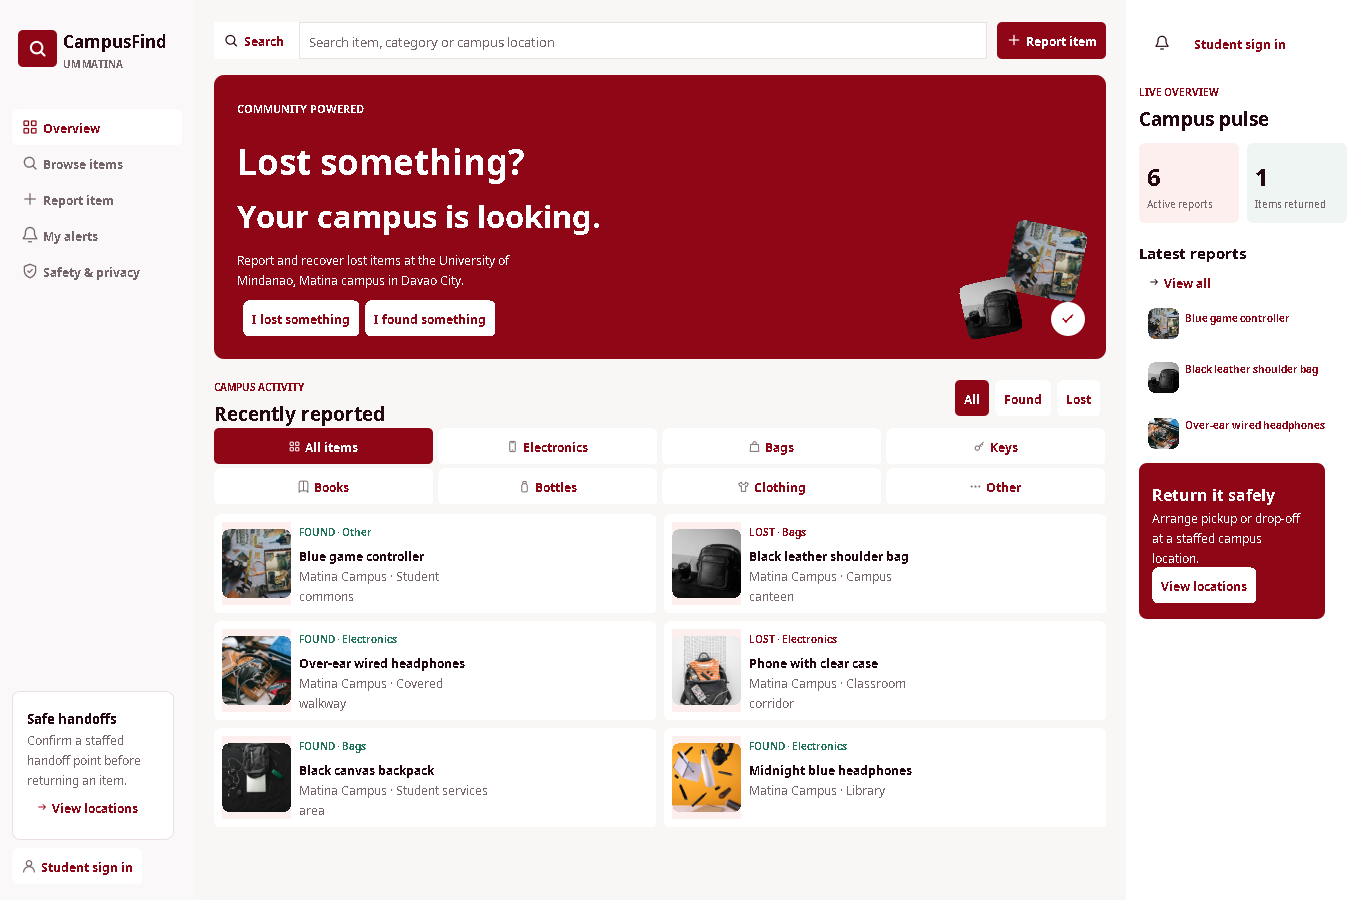 CampusFind
UM MATINA
Overview
Browse items
Report item
My alerts
Safety & privacy
Safe handoffs
Confirm a staffed
handoff point before
returning an item.
View locations
Student sign in
Search
Search item, category or campus location
Report item
COMMUNITY POWERED
Lost something?
Your campus is looking.
Report and recover lost items at the University of
Mindanao, Matina campus in Davao City.
I lost something
I found something
CAMPUS ACTIVITY
Recently reported
All
Found
Lost
All items
Electronics
Bags
Keys
Books
Bottles
Clothing
Other
FOUND · Other
Blue game controller
Matina Campus · Student
commons
LOST · Bags
Black leather shoulder bag
Matina Campus · Campus
canteen
FOUND · Electronics
Over-ear wired headphones
Matina Campus · Covered
walkway
LOST · Electronics
Phone with clear case
Matina Campus · Classroom
corridor
FOUND · Bags
Black canvas backpack
Matina Campus · Student services
area
FOUND · Electronics
Midnight blue headphones
Matina Campus · Library
Student sign in
LIVE OVERVIEW
Campus pulse
6
Active reports
1
Items returned
Latest reports
View all
Blue game controller
Black leather shoulder bag
Over-ear wired headphones
Return it safely
Arrange pickup or drop-off
at a staffed campus
location.
View locations